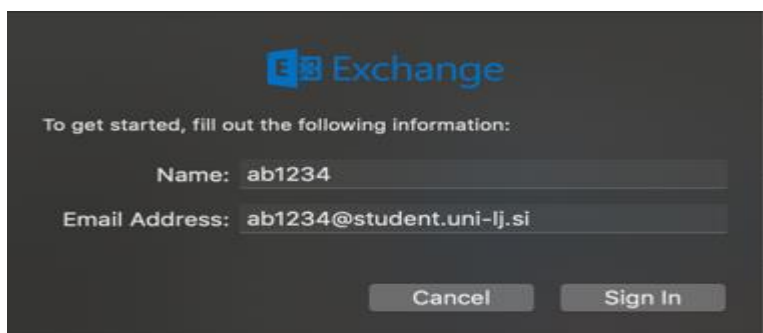 Exchange
To get started, fill out the following information:
Name: ab1234
Email Address: ab1234@student.uni-lj.si
Cancel Sign In